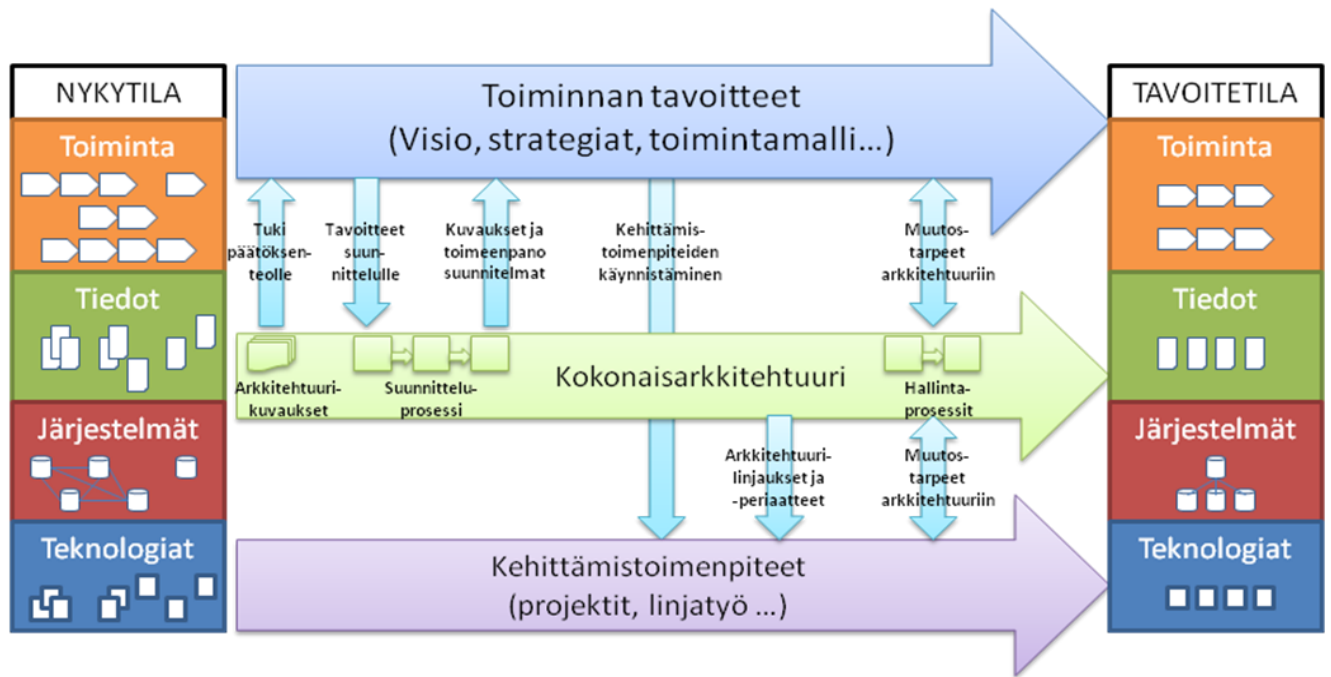 NYKYTILA
Toiminta
Tiedot
Järjestelmät
Teknologiat
Toiminnan tavoitteet
(Visio, strategiat, toimintamalli...)
Tuki
päätöksen-
teolle
Tavoitteet
suun-
nittelulle
Kuvaukset ja
toimeenpano
suunnitelmat
Kehittämis-
toimenpiteiden
käynnistäminen
Muutos-
tarpeet
arkkitehtuuriin
Arkkitehtuuri-
kuvaukset
Suunnittelu-
prosessi
Kokonaisarkkitehtuuri
Hallinta-
prosessit
Arkkitehtuuri-
linjaukset ja
-periaatteet
Muutos-
tarpeet
arkkitehtuuriin
Kehittämistoimenpiteet
(projektit, linjatyö ...)
TAVOITETILA
Toiminta
Tiedot
Järjestelmät
Teknologiat